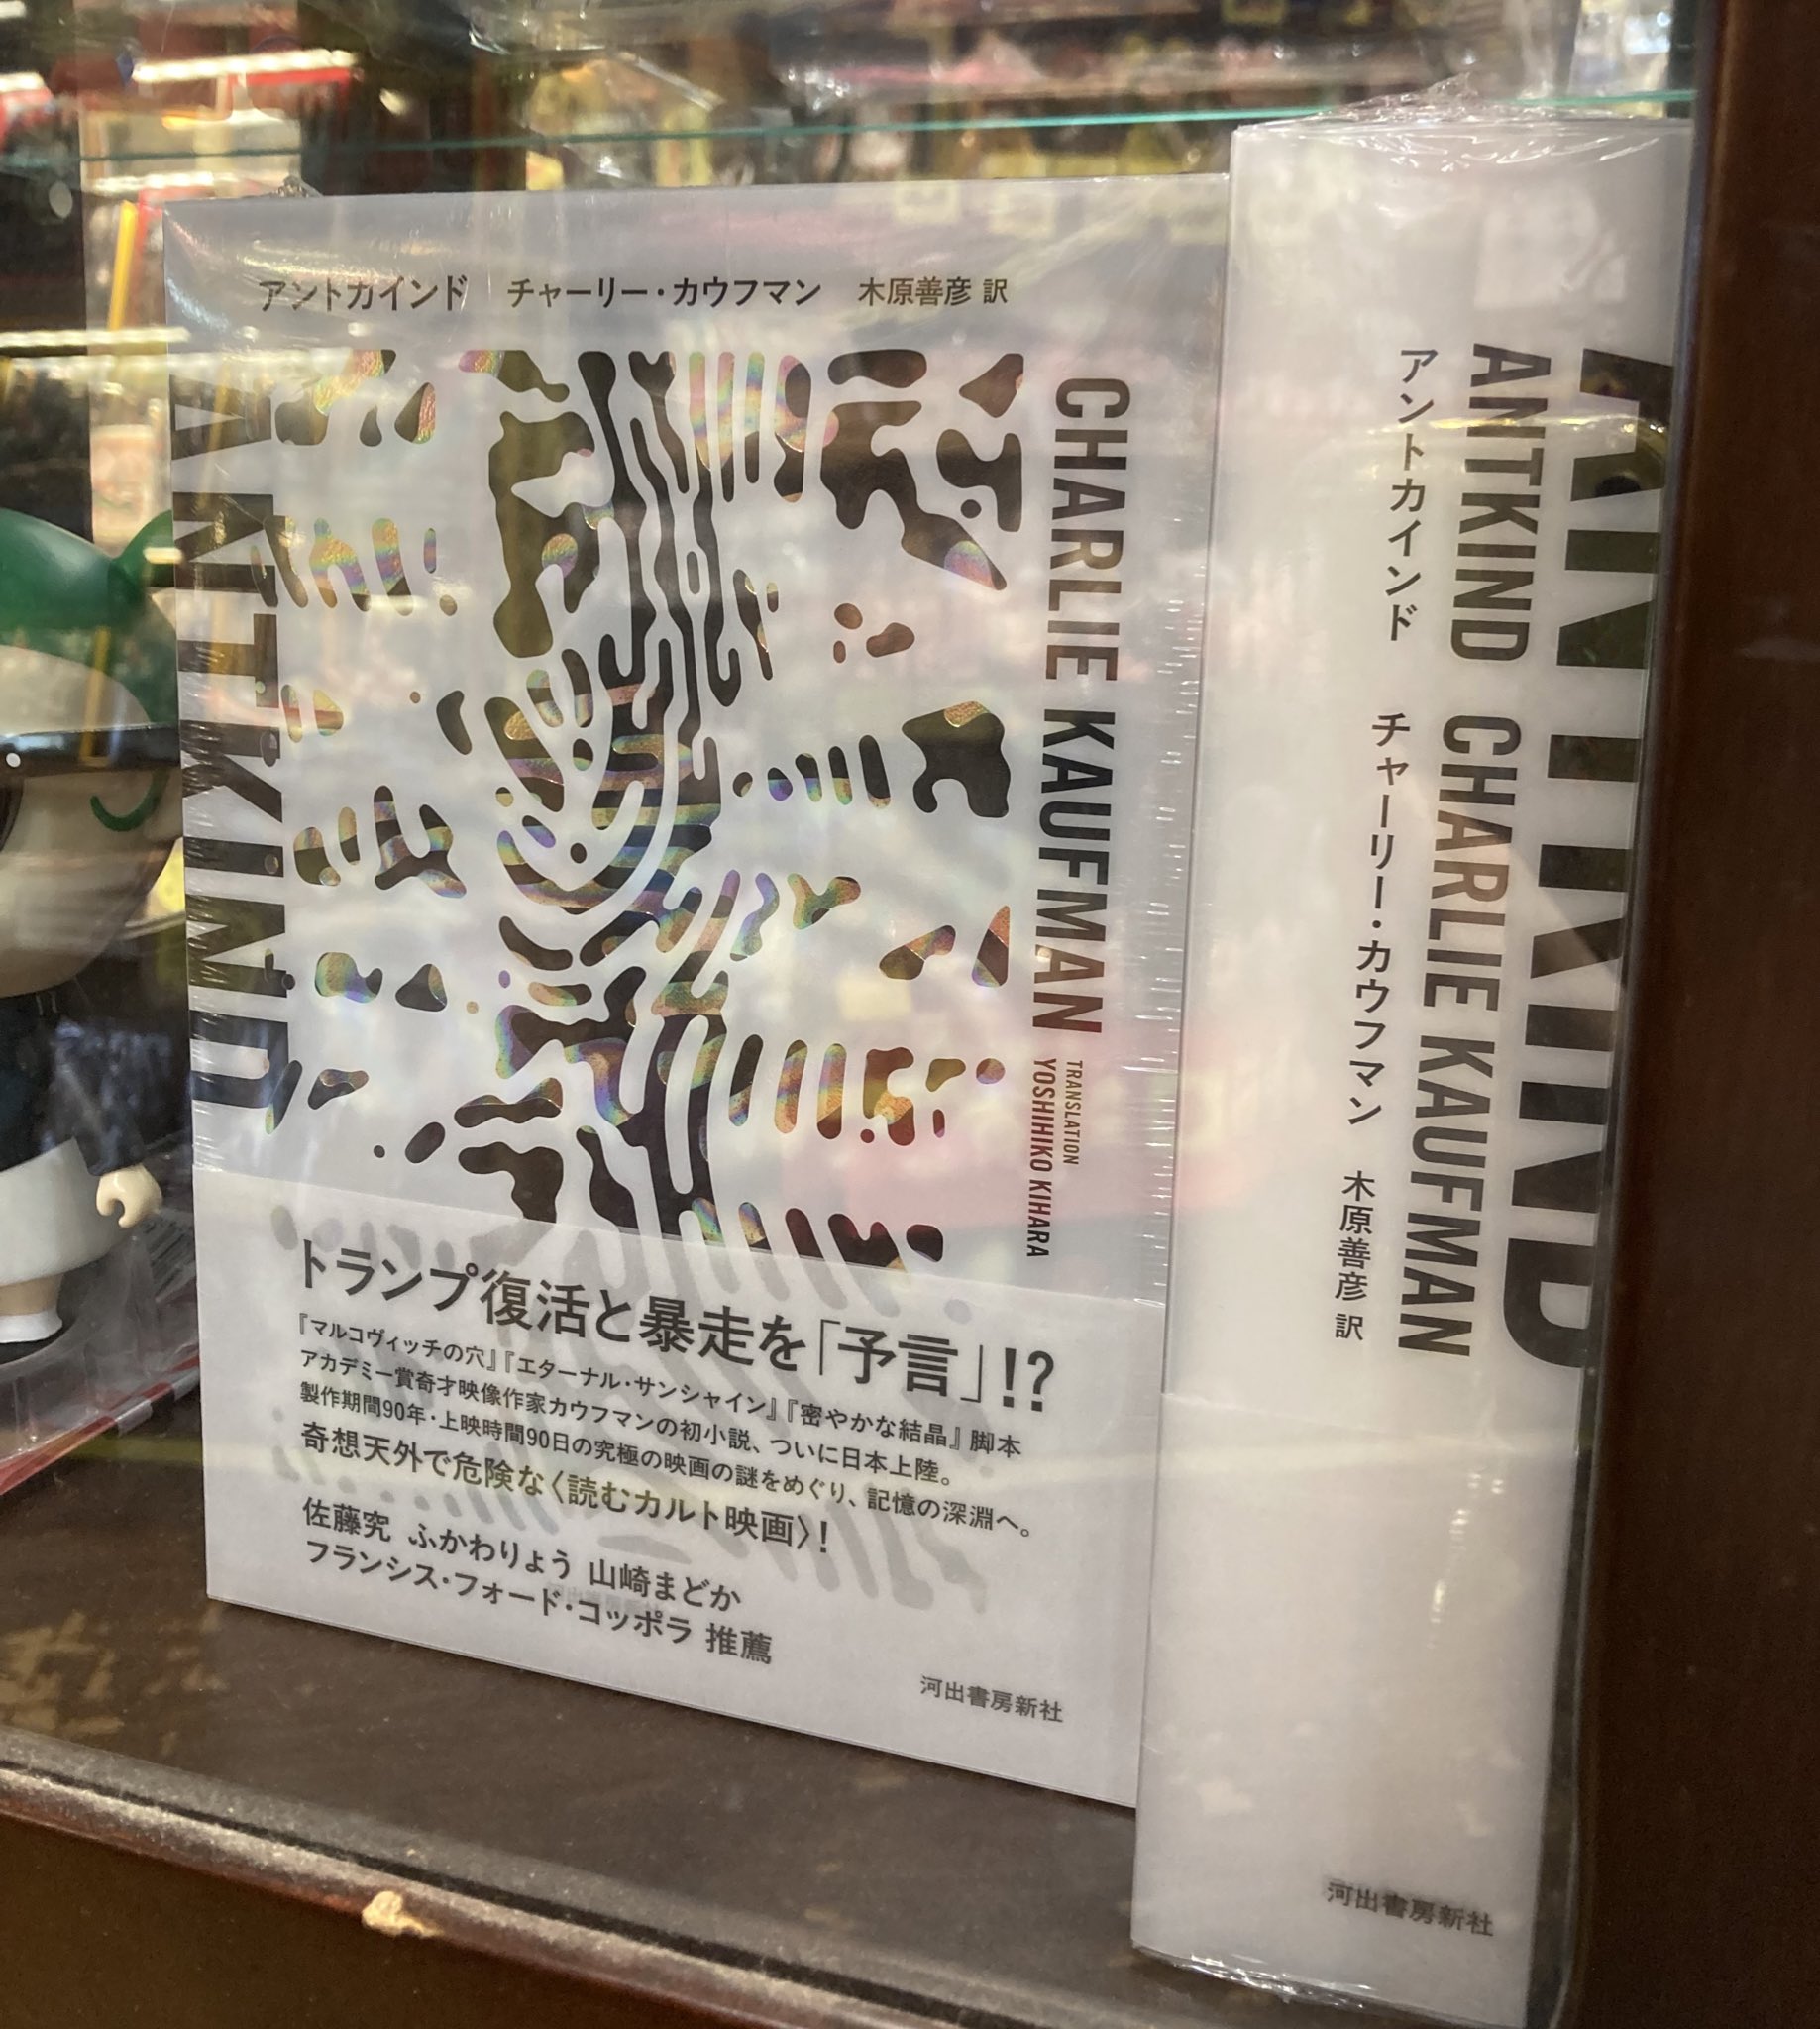 アントカインド チャーリー・カウフマン 木原善彦 訳
ANTKIND
CHARLIE KAUFMAN
TRANSLATION
YOSHIHIKO KIHARA
トランプ復活と暴走を「予言」!?
『マルコヴィッチの穴』『エターナル・サンシャイン』『密やかな結晶』脚本
アカデミー賞奇才映像作家カウフマンの初小説、ついに日本上陸。
製作期間90年・上映時間90日の究極の映画の謎をめぐり、記憶の深淵へ。
奇想天外で危険な〈読むカルト映画〉!
佐藤究 ふかわりょう 山崎まどか
フランシス・フォード・コッポラ 推薦
河出書房新社
ANTKIND
ANTKIND CHARLIE KAUFMAN
アントカインド チャーリー・カウフマン 木原善彦 訳
河出書房新社